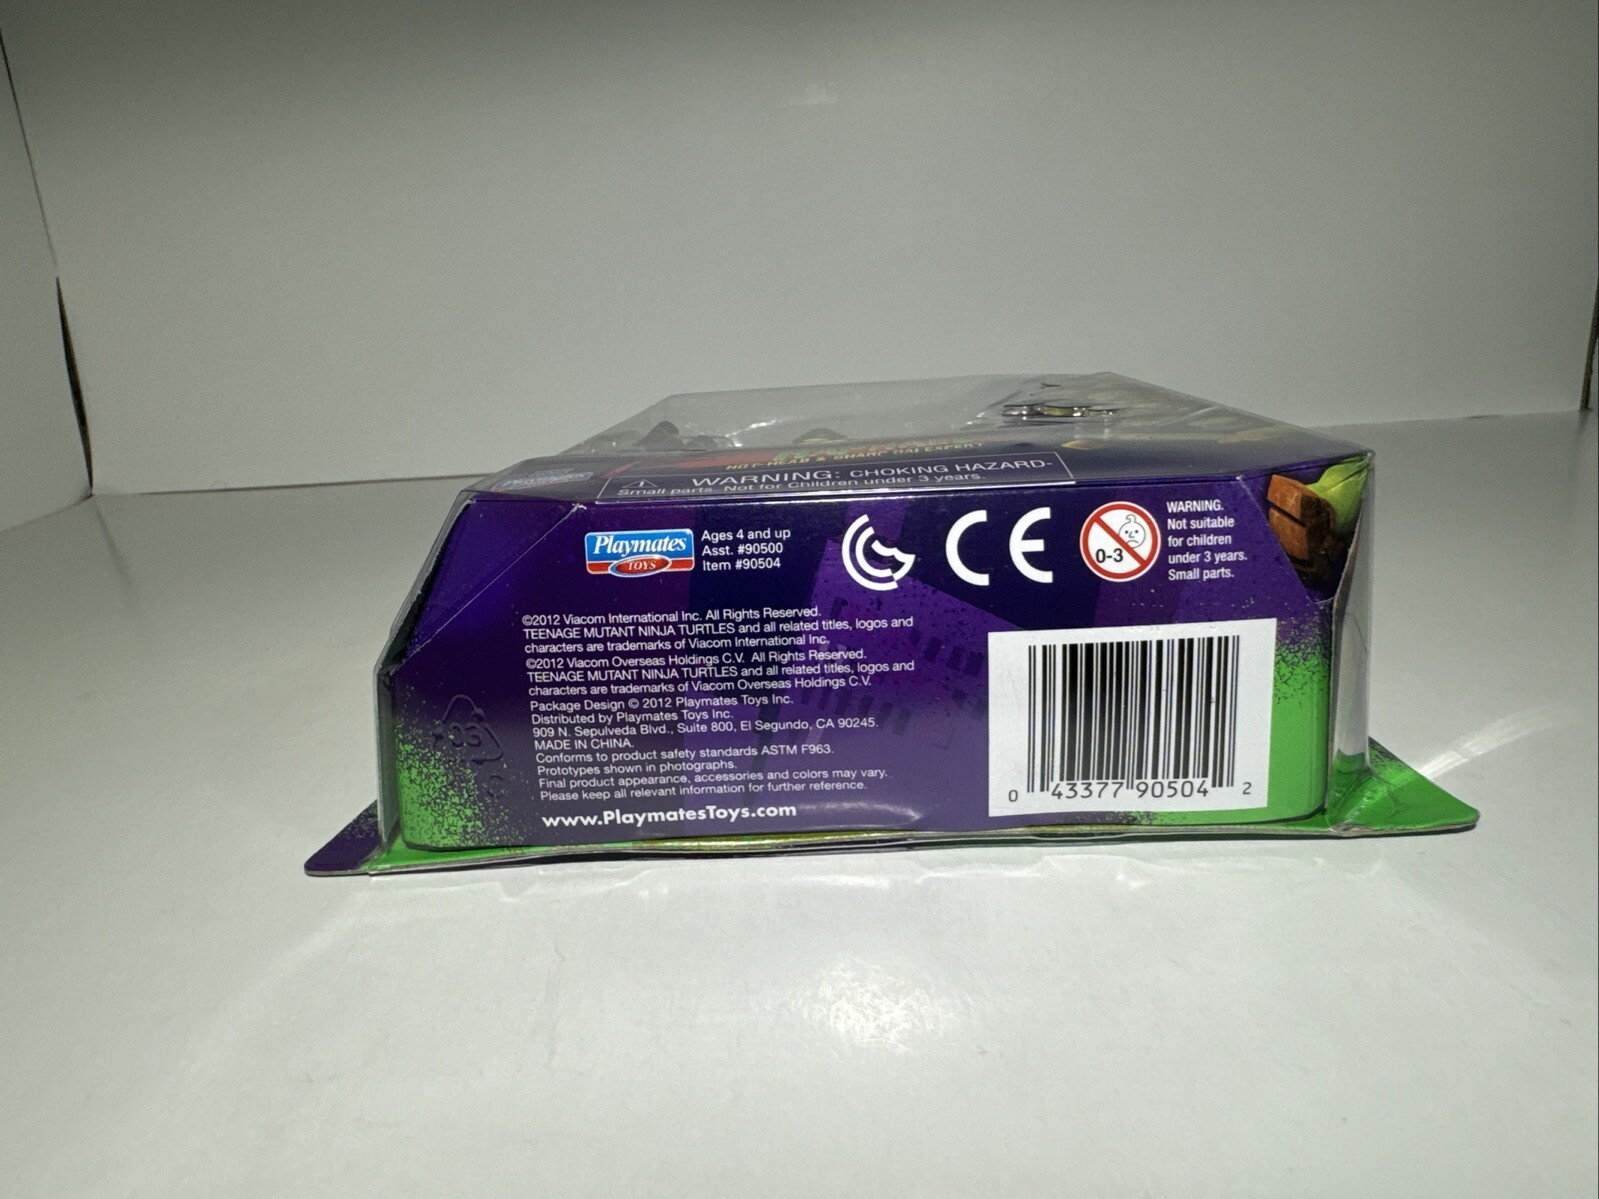 HOT-HEAD & SHARP SAI EXPERT
WARNING: CHOKING HAZARD-
Small parts. Not for Children under 3 years.
Playmates
TOYS
Ages 4 and up
Asst. #90500
Item #90504
CE
0-3
WARNING.
Not suitable
for children
under 3 years.
Small parts.
©2012 Viacom International Inc. All Rights Reserved.
TEENAGE MUTANT NINJA TURTLES and all related titles, logos and
characters are trademarks of Viacom International Inc.
©2012 Viacom Overseas Holdings C.V. All Rights Reserved.
TEENAGE MUTANT NINJA TURTLES and all related titles, logos and
characters are trademarks of Viacom Overseas Holdings C.V.
Package Design © 2012 Playmates Toys Inc.
Distributed by Playmates Toys Inc.
909 N. Sepulveda Blvd., Suite 800, El Segundo, CA 90245.
MADE IN CHINA.
Conforms to product safety standards ASTM F963.
Prototypes shown in photographs.
Final product appearance, accessories and colors may vary.
Please keep all relevant information for further reference.
www.PlaymatesToys.com
0 43377 90504 2